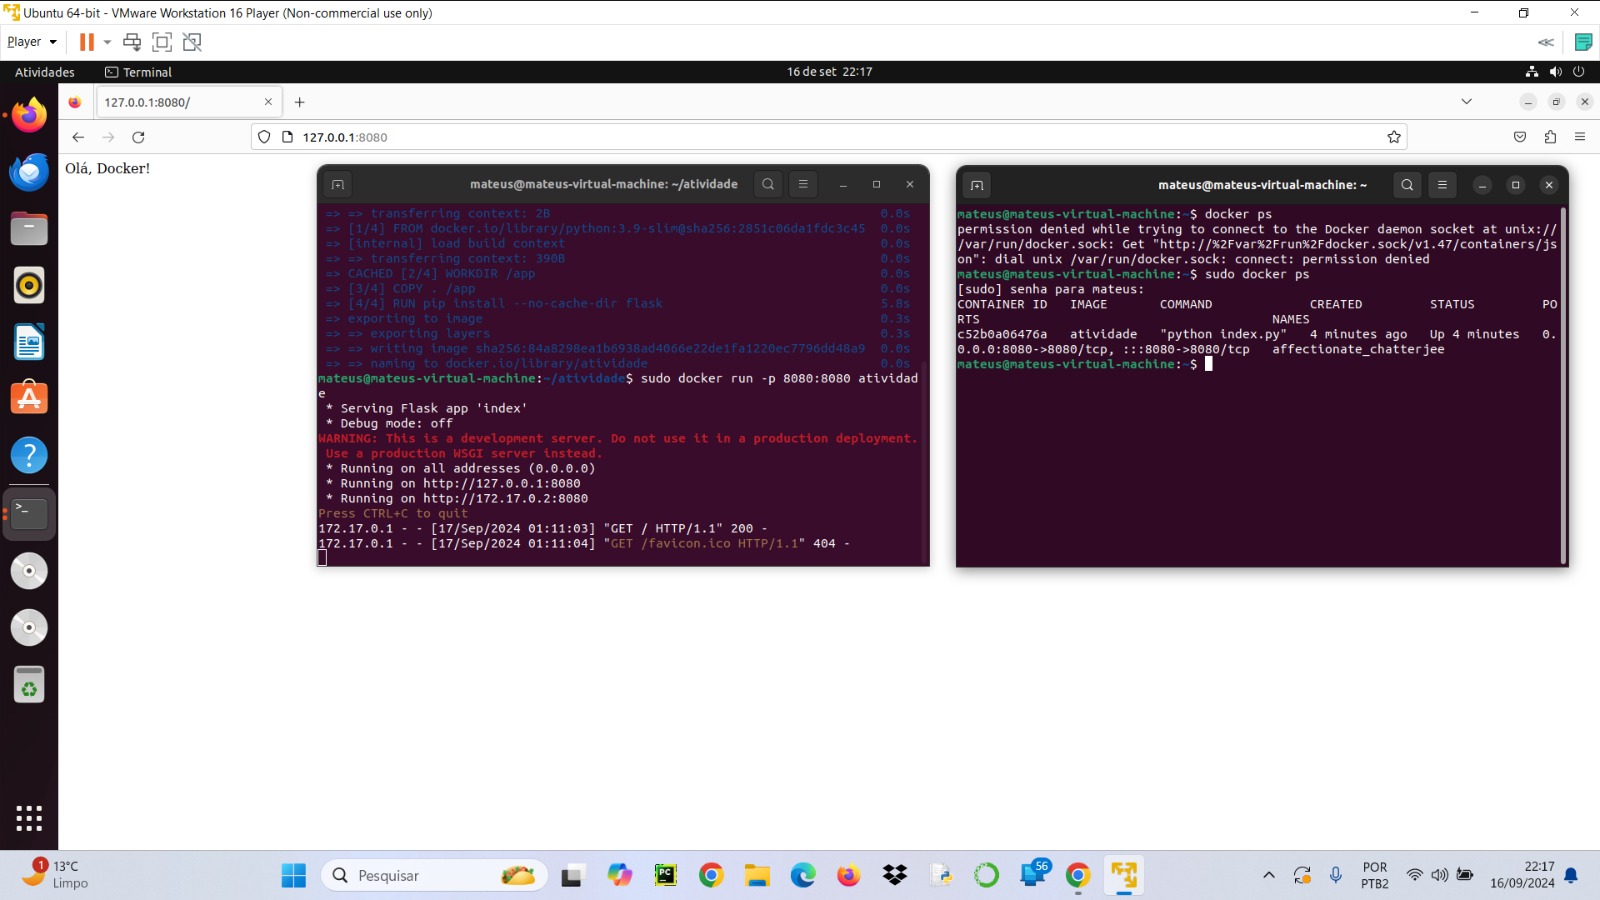 Ubuntu 64-bit - VMware Workstation 16 Player (Non-commercial use only)
Player
Atividades
Terminal
16 de set 22:17
127.0.0.1:8080/
127.0.0.1:8080
Olá, Docker!
mateus@mateus-virtual-machine: ~/atividade
=> => transferring context: 2B 0.0s
=> [1/4] FROM docker.io/library/python:3.9-slim@sha256:2851c06da1fdc3c45 0.0s
=> [internal] load build context 0.0s
=> => transferring context: 390B 0.0s
=> CACHED [2/4] WORKDIR /app 0.0s
=> [3/4] COPY . /app 0.0s
=> [4/4] RUN pip install --no-cache-dir flask 5.8s
=> exporting to image 0.3s
=> => exporting layers 0.3s
=> => writing image sha256:84a8298ea1b6938ad4066e22de1fa1220ec7796dd48a9 0.0s
=> => naming to docker.io/library/atividade 0.0s
mateus@mateus-virtual-machine:~/atividade$ sudo docker run -p 8080:8080 atividad
e
* Serving Flask app 'index'
* Debug mode: off
WARNING: This is a development server. Do not use it in a production deployment.
Use a production WSGI server instead.
* Running on all addresses (0.0.0.0)
* Running on http://127.0.0.1:8080
* Running on http://172.17.0.2:8080
Press CTRL+C to quit
172.17.0.1 - - [17/Sep/2024 01:11:03] "GET / HTTP/1.1" 200 -
172.17.0.1 - - [17/Sep/2024 01:11:04] "GET /favicon.ico HTTP/1.1" 404 -
mateus@mateus-virtual-machine: ~
mateus@mateus-virtual-machine:~$ docker ps
permission denied while trying to connect to the Docker daemon socket at unix://
/var/run/docker.sock: Get "http://%2Fvar%2Frun%2Fdocker.sock/v1.47/containers/js
on": dial unix /var/run/docker.sock: connect: permission denied
mateus@mateus-virtual-machine:~$ sudo docker ps
[sudo] senha para mateus:
CONTAINER ID IMAGE COMMAND CREATED STATUS PO
RTS NAMES
c52b0a06476a atividade "python index.py" 4 minutes ago Up 4 minutes 0.
0.0.0:8080->8080/tcp, :::8080->8080/tcp affectionate_chatterjee
mateus@mateus-virtual-machine:~$
1
13°C
Limpo
Pesquisar
PC
56
POR
PTB2
22:17
16/09/2024